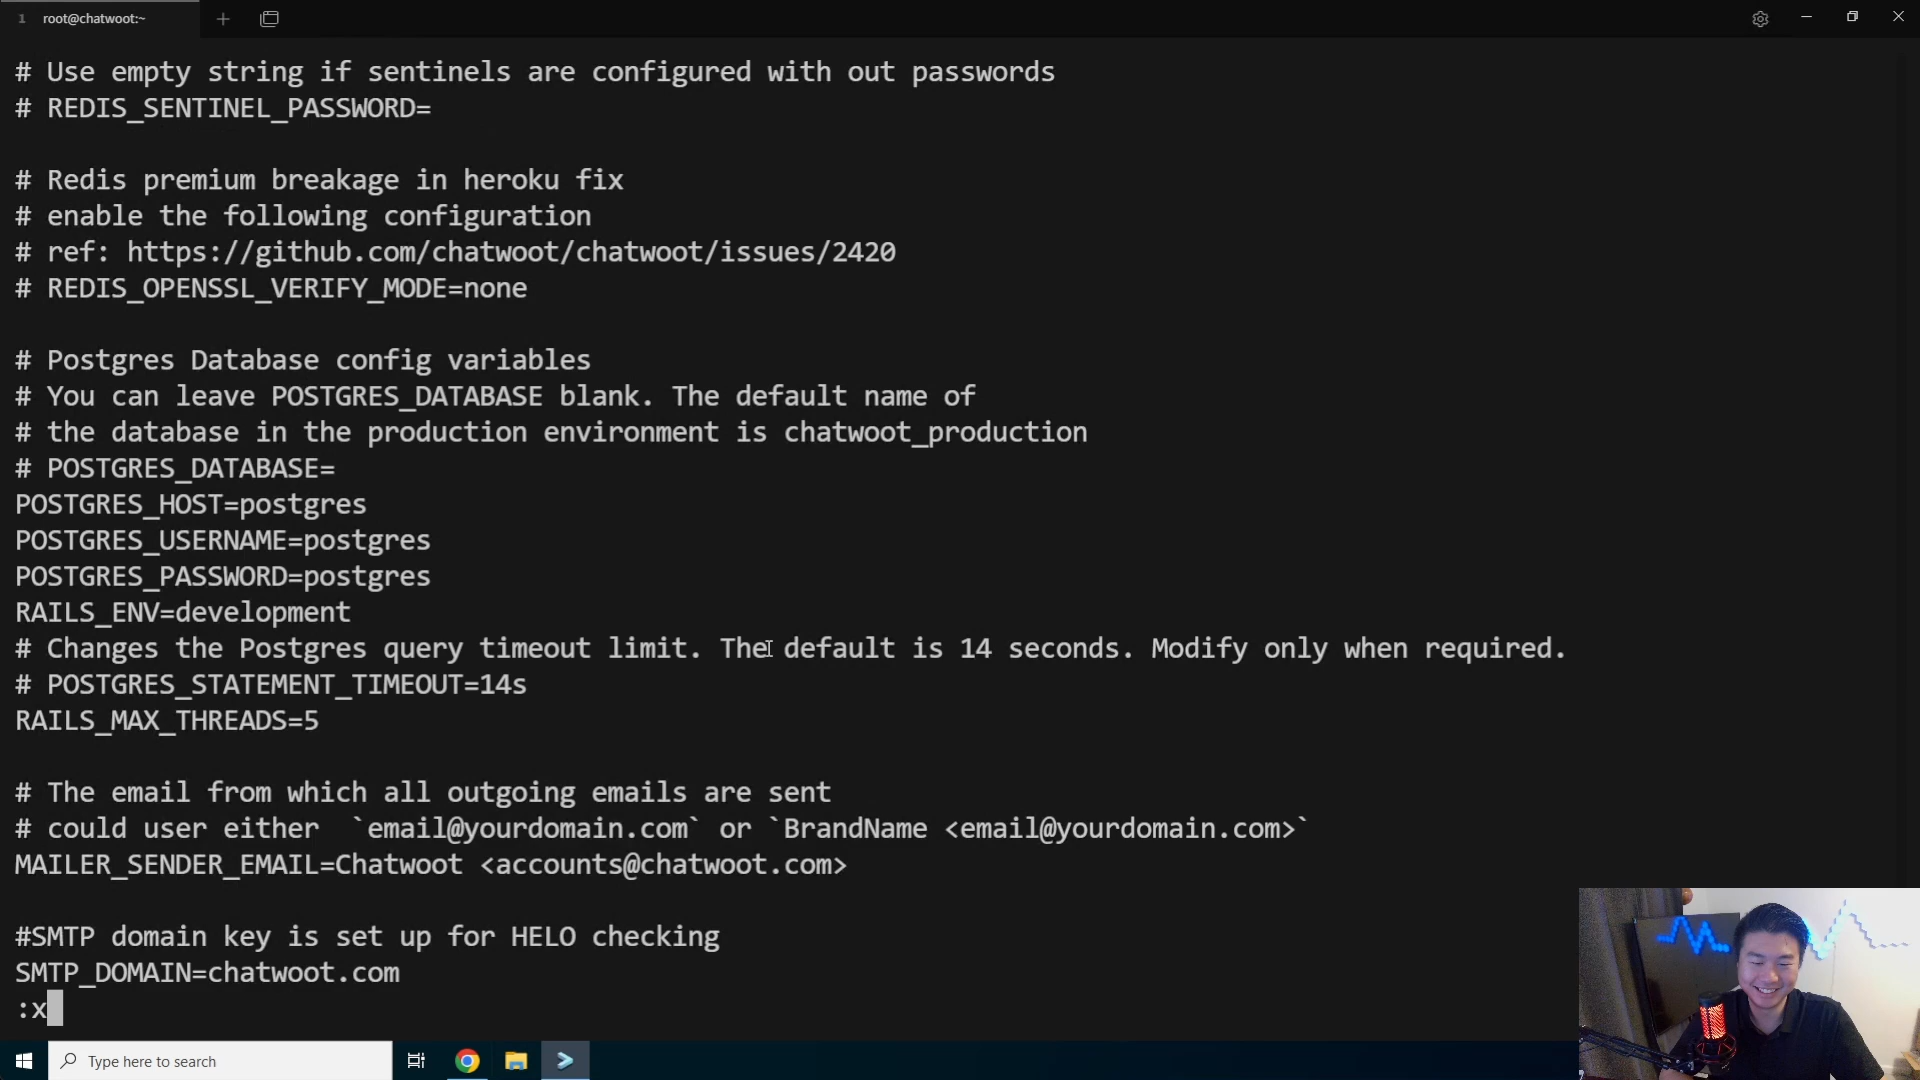 1 root@chatwoot:~
# Use empty string if sentinels are configured with out passwords
# REDIS_SENTINEL_PASSWORD=
# Redis premium breakage in heroku fix
# enable the following configuration
# ref: https://github.com/chatwoot/chatwoot/issues/2420
# REDIS_OPENSSL_VERIFY_MODE=none
# Postgres Database config variables
# You can leave POSTGRES_DATABASE blank. The default name of
# the database in the production environment is chatwoot_production
# POSTGRES_DATABASE=
POSTGRES_HOST=postgres
POSTGRES_USERNAME=postgres
POSTGRES_PASSWORD=postgres
RAILS_ENV=development
# Changes the Postgres query timeout limit. The default is 14 seconds. Modify only when required.
# POSTGRES_STATEMENT_TIMEOUT=14s
RAILS_MAX_THREADS=5
# The email from which all outgoing emails are sent
# could user either  `email@yourdomain.com` or `BrandName <email@yourdomain.com>`
MAILER_SENDER_EMAIL=Chatwoot <accounts@chatwoot.com>
#SMTP domain key is set up for HELO checking
SMTP_DOMAIN=chatwoot.com
:x
Type here to search